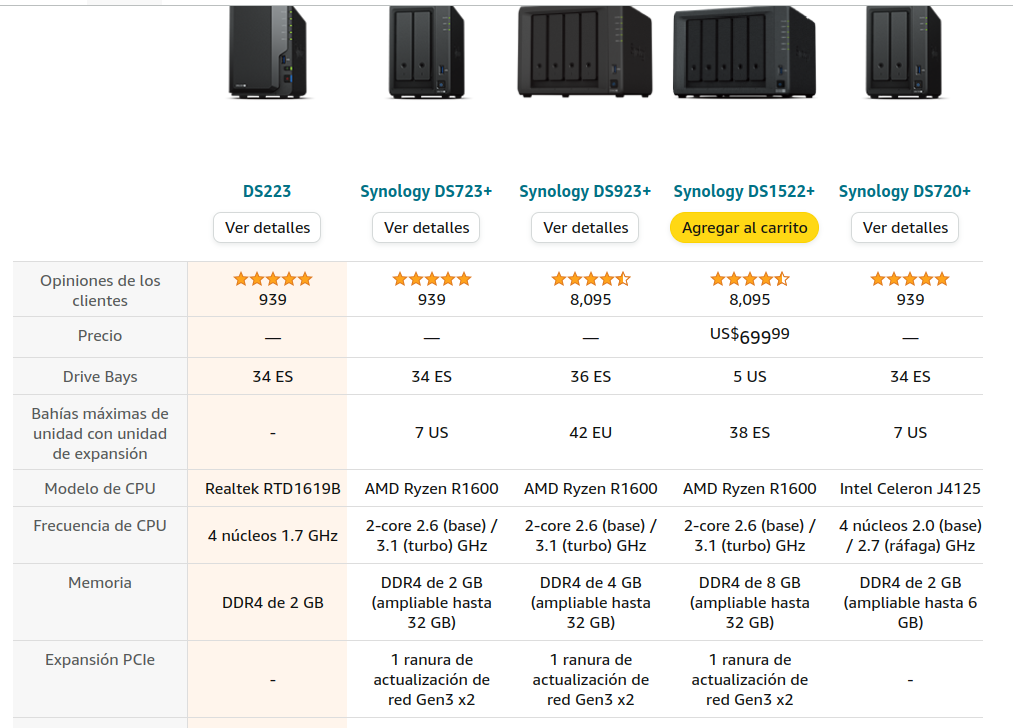 DS223 Synology DS723+ Synology DS923+ Synology DS1522+ Synology DS720+
Ver detalles Ver detalles Ver detalles Agregar al carrito Ver detalles
Opiniones de los clientes
939 939 8,095 8,095 939
Precio — — — US$699⁹⁹ —
Drive Bays 34 ES 34 ES 36 ES 5 US 34 ES
Bahías máximas de
unidad con unidad
de expansión
- 7 US 42 EU 38 ES 7 US
Modelo de CPU Realtek RTD1619B AMD Ryzen R1600 AMD Ryzen R1600 AMD Ryzen R1600 Intel Celeron J4125
Frecuencia de CPU
4 núcleos 1.7 GHz
2-core 2.6 (base) /
3.1 (turbo) GHz
2-core 2.6 (base) /
3.1 (turbo) GHz
2-core 2.6 (base) /
3.1 (turbo) GHz
4 núcleos 2.0 (base)
/ 2.7 (ráfaga) GHz
Memoria
DDR4 de 2 GB
DDR4 de 2 GB
(ampliable hasta
32 GB)
DDR4 de 4 GB
(ampliable hasta
32 GB)
DDR4 de 8 GB
(ampliable hasta
32 GB)
DDR4 de 2 GB
(ampliable hasta 6
GB)
Expansión PCIe
-
1 ranura de
actualización de
red Gen3 x2
1 ranura de
actualización de
red Gen3 x2
1 ranura de
actualización de
red Gen3 x2
-